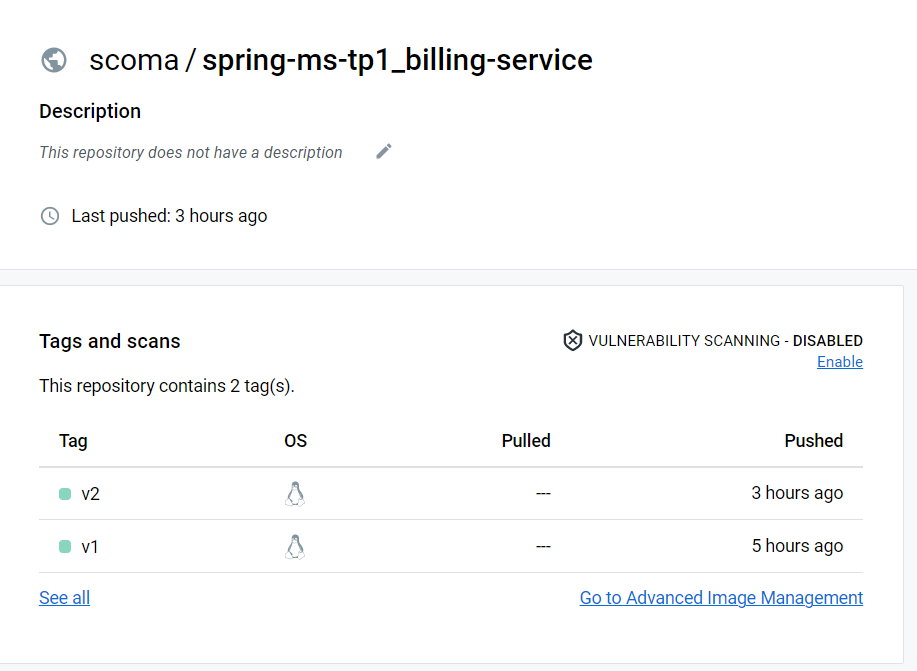 scoma / spring-ms-tp1_billing-service
Description
This repository does not have a description
Last pushed: 3 hours ago
Tags and scans
VULNERABILITY SCANNING - DISABLED
Enable
This repository contains 2 tag(s).
Tag OS Pulled Pushed
v2 --- 3 hours ago
v1 --- 5 hours ago
See all Go to Advanced Image Management